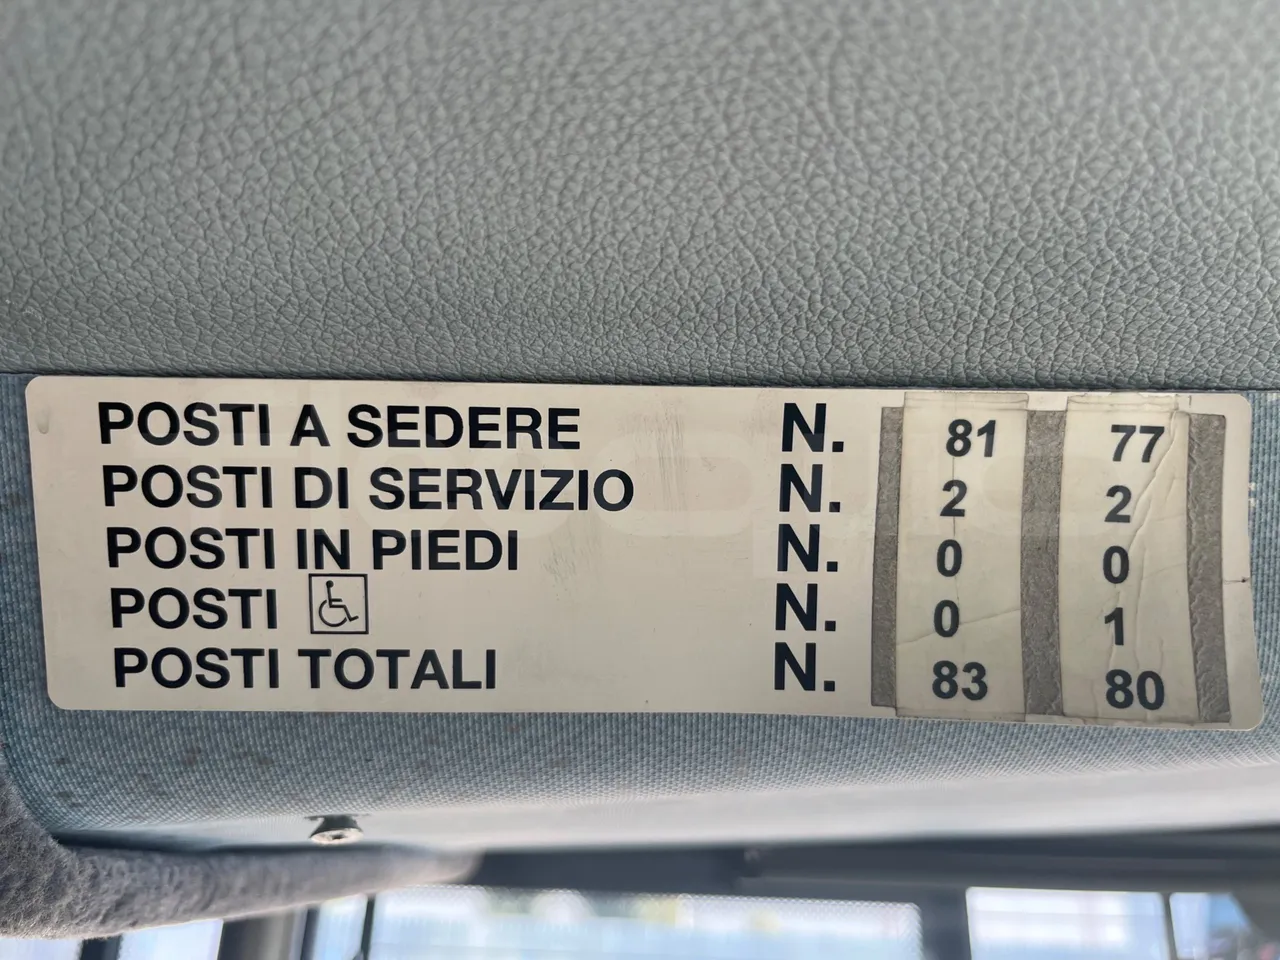 POSTI A SEDERE N. 81 77
POSTI DI SERVIZIO N. 2 2
POSTI IN PIEDI N. 0 0
POSTI N. 0 1
POSTI TOTALI N. 83 80